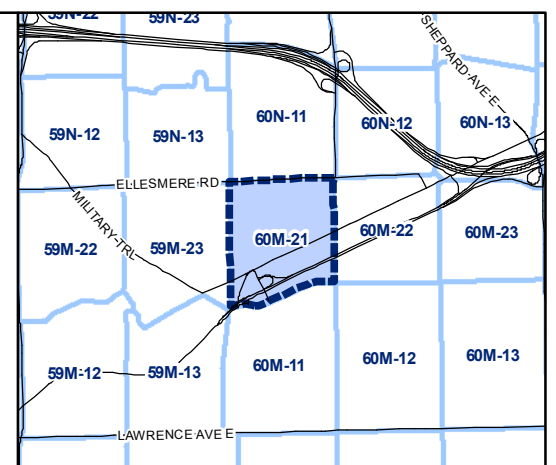 59N-22
59N-23
SHEPPARD AVE E
60N-11
59N-12
59N-13
60N-12
60N-13
ELLESMERE RD
MILITARY TRL
59M-22
59M-23
60M-21
60M-22
60M-23
59M-12
59M-13
60M-11
60M-12
60M-13
LAWRENCE AVE E